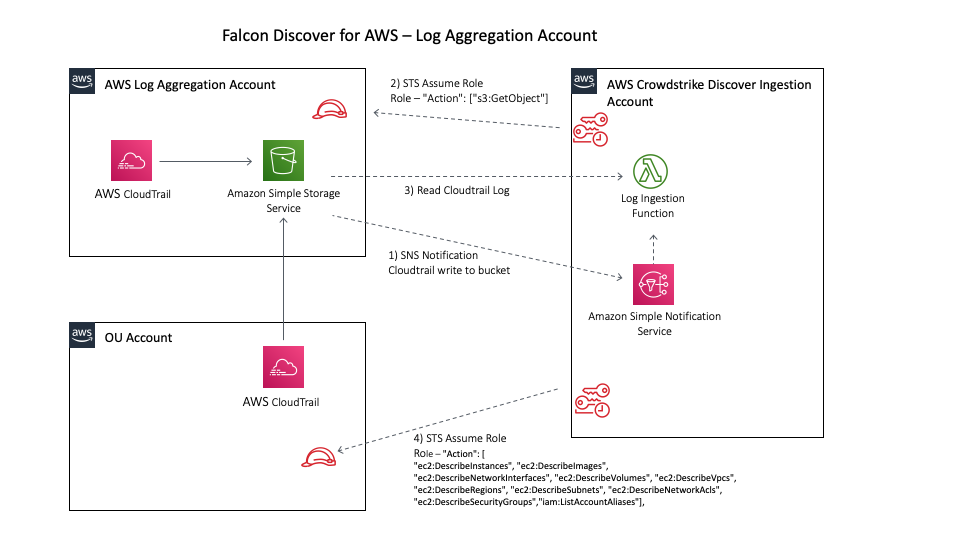 Falcon Discover for AWS – Log Aggregation Account
aws
AWS Log Aggregation Account
AWS CloudTrail
Amazon Simple Storage
Service
2) STS Assume Role
Role – "Action": ["s3:GetObject"]
3) Read Cloudtrail Log
1) SNS Notification
Cloudtrail write to bucket
aws
AWS Crowdstrike Discover Ingestion
Account
Log Ingestion
Function
Amazon Simple Notification
Service
aws
OU Account
AWS CloudTrail
4) STS Assume Role
Role – "Action": [
"ec2:DescribeInstances", "ec2:DescribeImages",
"ec2:DescribeNetworkInterfaces", "ec2:DescribeVolumes", "ec2:DescribeVpcs",
"ec2:DescribeRegions", "ec2:DescribeSubnets", "ec2:DescribeNetworkAcls",
"ec2:DescribeSecurityGroups","iam:ListAccountAliases"],